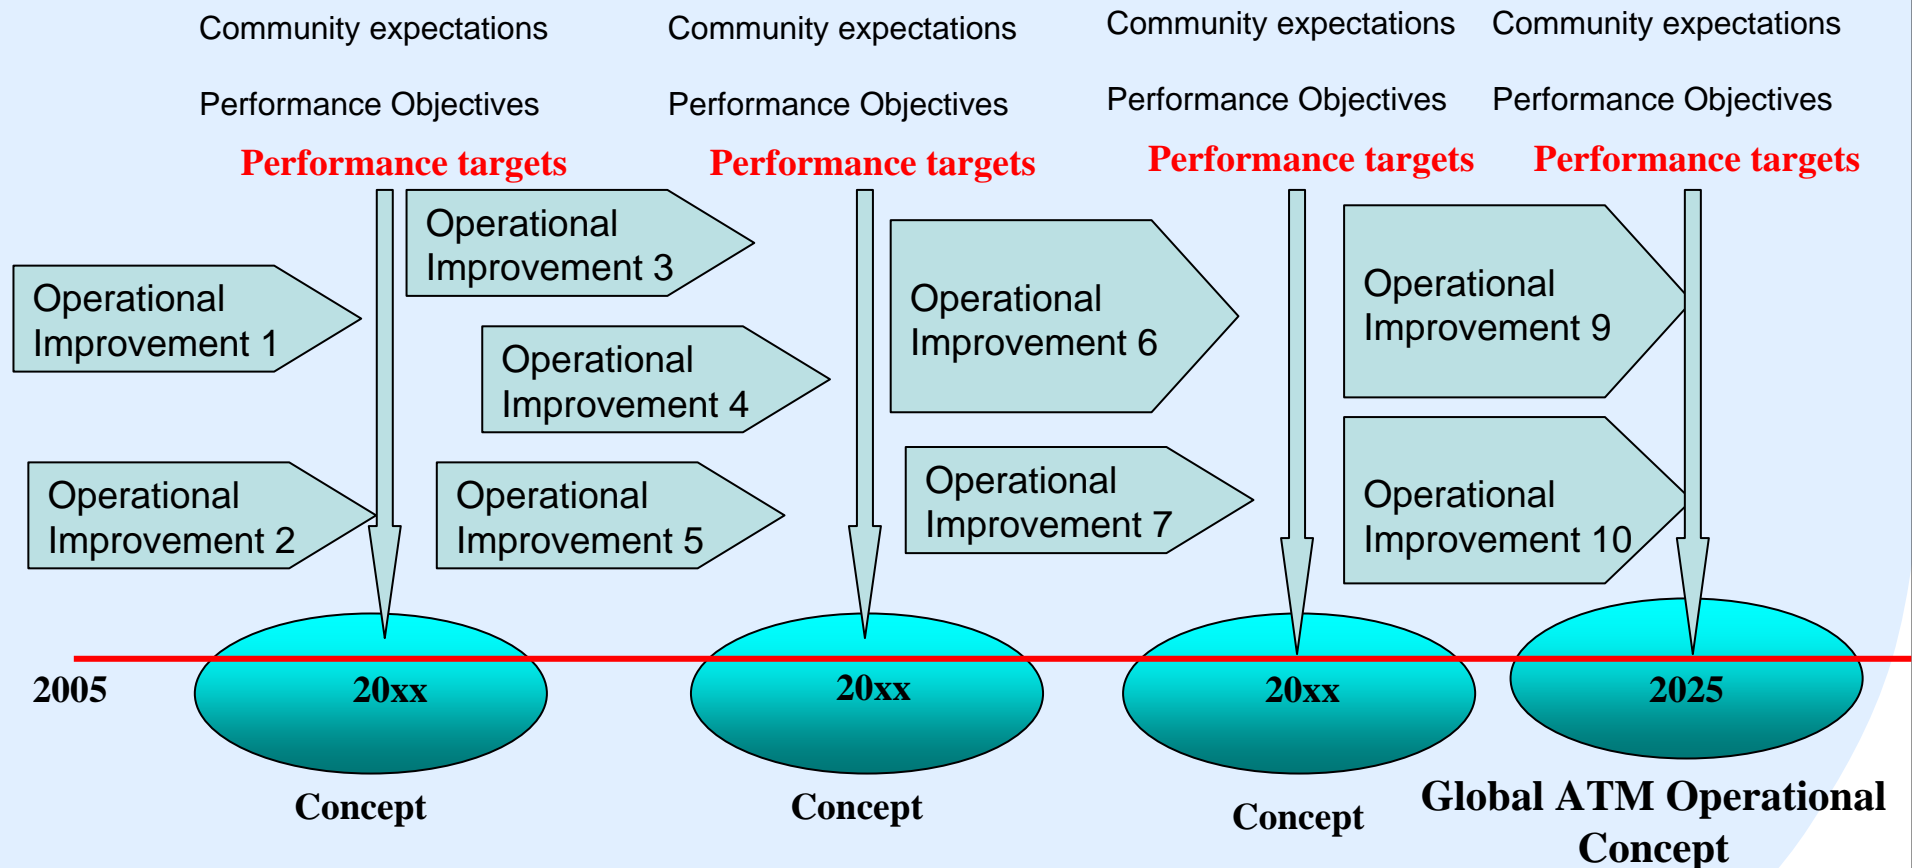 Community expectations
Community expectations
Community expectations
Community expectations
Performance Objectives
Performance Objectives
Performance Objectives
Performance Objectives
Performance targets
Performance targets
Performance targets
Performance targets
Operational
Improvement 1
Operational
Improvement 2
Operational
Improvement 3
Operational
Improvement 4
Operational
Improvement 5
Operational
Improvement 6
Operational
Improvement 7
Operational
Improvement 9
Operational
Improvement 10
2005
20xx
20xx
20xx
2025
Concept
Concept
Concept
Global ATM Operational
Concept